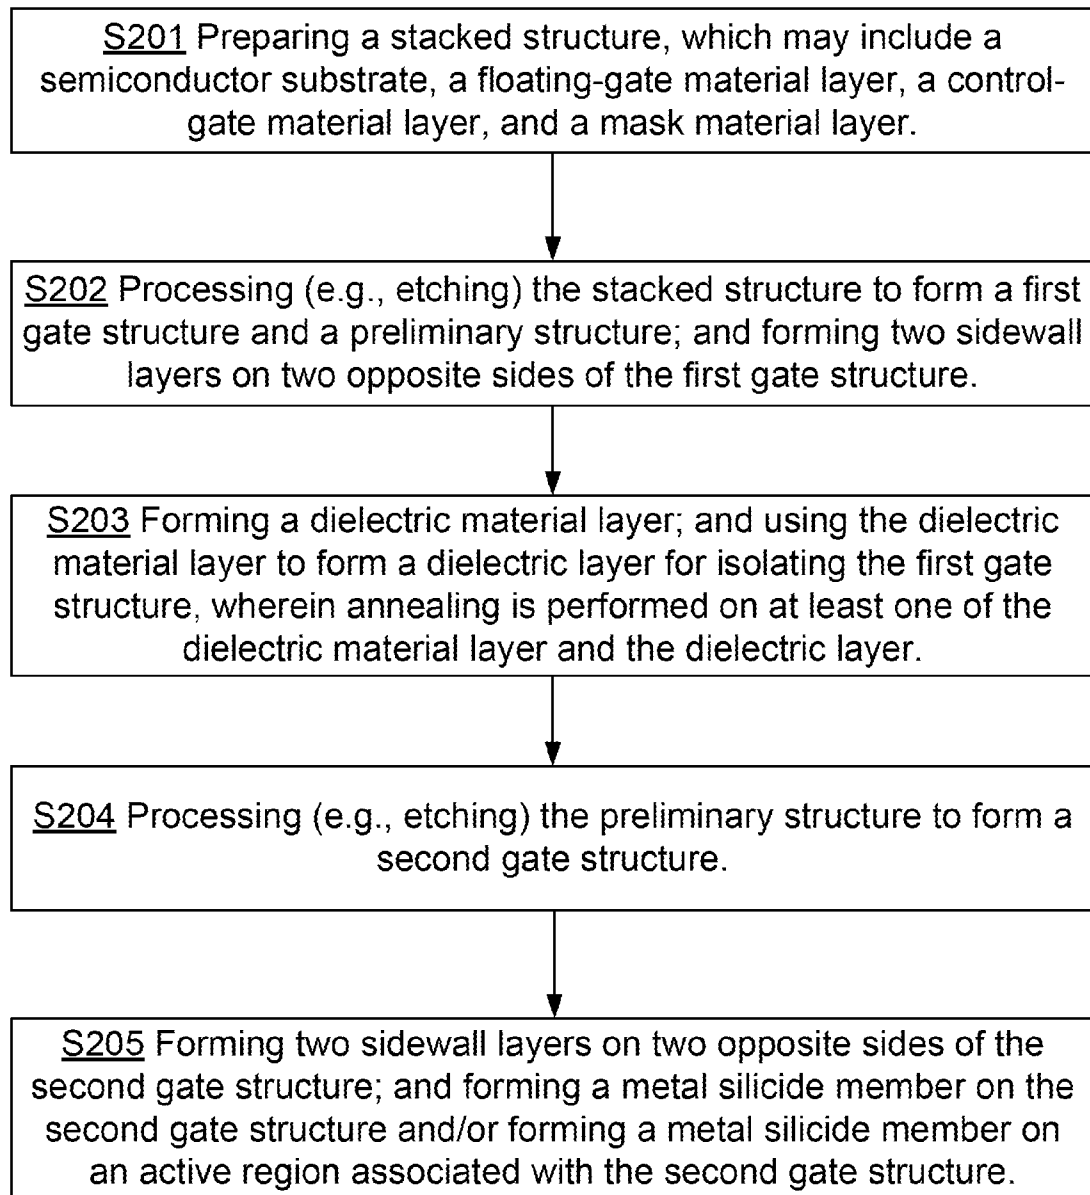 S201 Preparing a stacked structure, which may include a
semiconductor substrate, a floating-gate material layer, a control-
gate material layer, and a mask material layer.
S202 Processing (e.g., etching) the stacked structure to form a first
gate structure and a preliminary structure; and forming two sidewall
layers on two opposite sides of the first gate structure.
S203 Forming a dielectric material layer; and using the dielectric
material layer to form a dielectric layer for isolating the first gate
structure, wherein annealing is performed on at least one of the
dielectric material layer and the dielectric layer.
S204 Processing (e.g., etching) the preliminary structure to form a
second gate structure.
S205 Forming two sidewall layers on two opposite sides of the
second gate structure; and forming a metal silicide member on the
second gate structure and/or forming a metal silicide member on
an active region associated with the second gate structure.